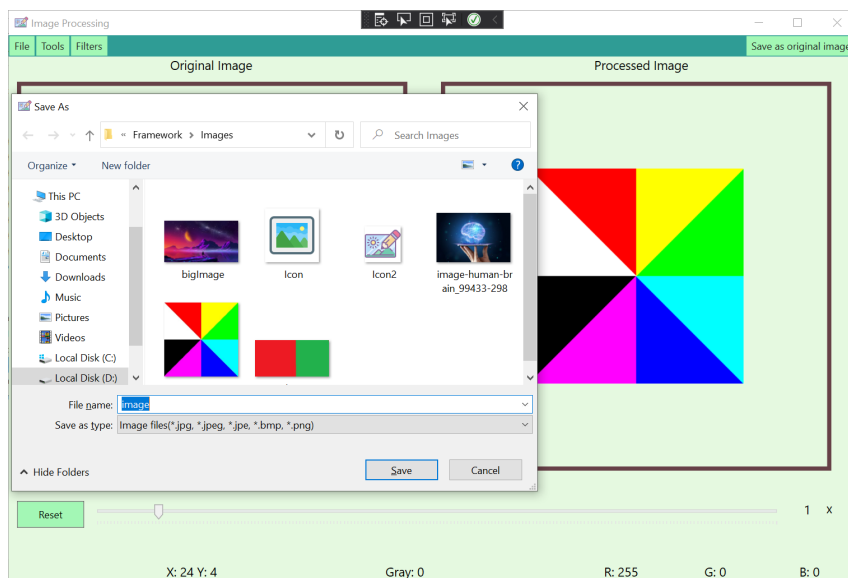 Image Processing
File Tools Filters Save as original image
Original Image Processed Image
Save As
« Framework > Images Search Images
Organize New folder
This PC
3D Objects
Desktop
Documents
Downloads
Music
Pictures
Videos
Local Disk (C:)
Local Disk (D:)
bigImage Icon Icon2 image-human-br
ain_99433-298
File name: image
Save as type: Image files(*.jpg, *.jpeg, *.jpe, *.bmp, *.png)
Hide Folders Save Cancel
Reset 1 x
X: 24 Y: 4 Gray: 0 R: 255 G: 0 B: 0